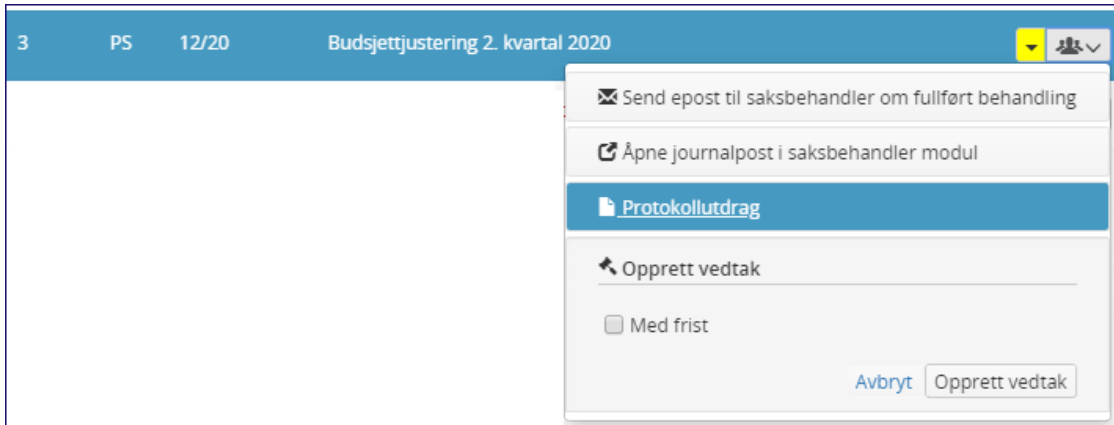 3 PS 12/20 Budsjettjustering 2. kvartal 2020
Send epost til saksbehandler om fullført behandling
Åpne journalpost i saksbehandler modul
Protokollutdrag
Opprett vedtak
Med frist
Avbryt Opprett vedtak